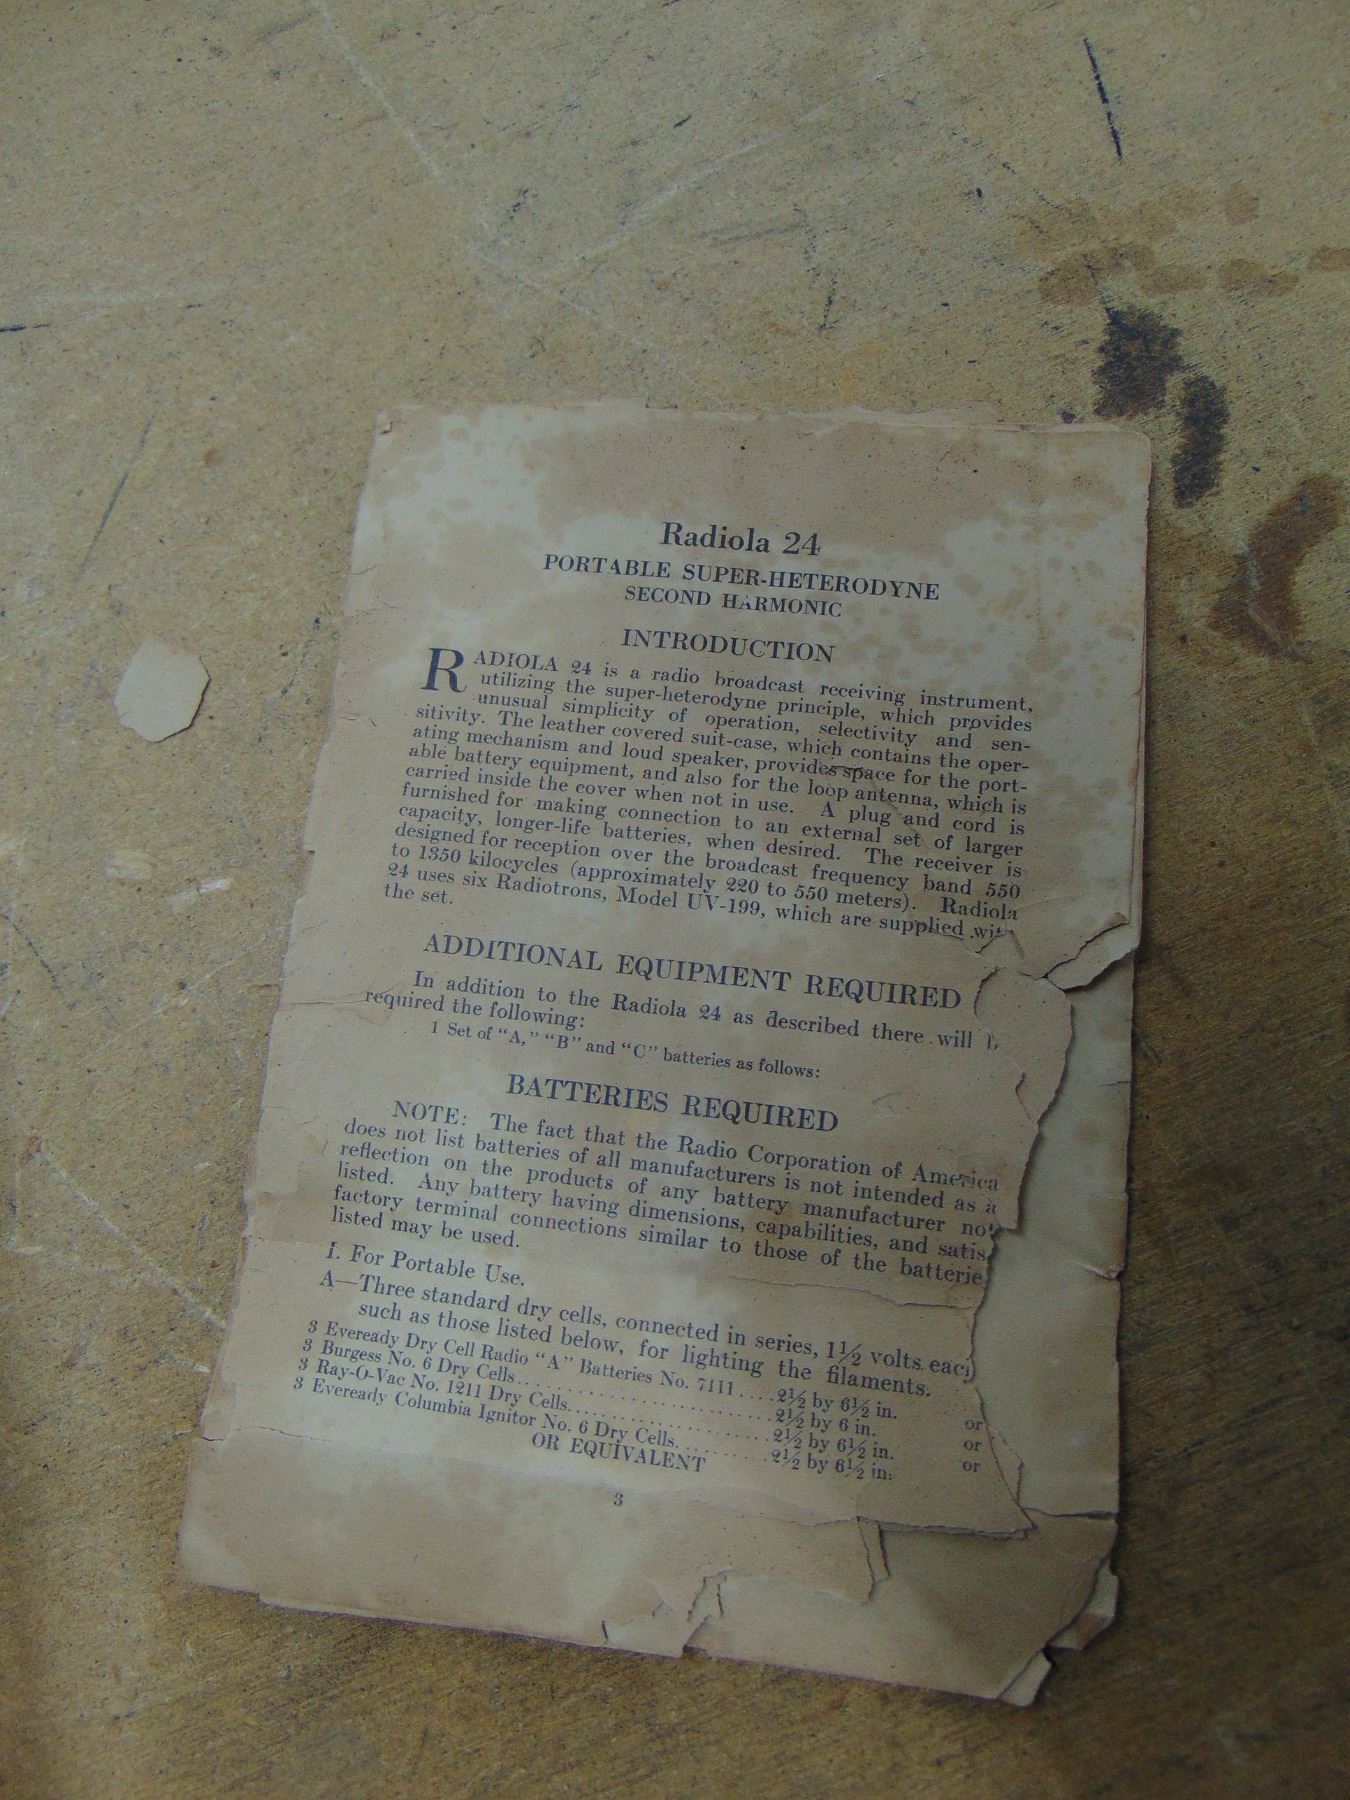 Radiola 24
PORTABLE SUPER-HETERODYNE
SECOND HARMONIC
INTRODUCTION
RADIOLA 24 is a radio broadcast receiving instrument,
utilizing the super-heterodyne principle, which provides
unusual simplicity of operation, selectivity and sen-
sitivity. The leather covered suit-case, which contains the oper-
ating mechanism and loud speaker, provides space for the port-
able battery equipment, and also for the loop antenna, which is
carried inside the cover when not in use. A plug and cord is
furnished for making connection to an external set of larger
capacity, longer-life batteries, when desired. The receiver is
designed for reception over the broadcast frequency band 550
to 1350 kilocycles (approximately 220 to 550 meters). Radiola
24 uses six Radiotrons, Model UV-199, which are supplied with
the set.
ADDITIONAL EQUIPMENT REQUIRED
In addition to the Radiola 24 as described there will
required the following:
1 Set of "A," "B" and "C" batteries as follows:
BATTERIES REQUIRED
NOTE: The fact that the Radio Corporation of America
does not list batteries of all manufacturers is not intended as a
reflection on the products of any battery manufacturer not
listed. Any battery having dimensions, capabilities, and satis
factory terminal connections similar to those of the batterie
listed may be used.
I. For Portable Use.
A—Three standard dry cells, connected in series, 1½ volts each
such as those listed below, for lighting the filaments.
3 Eveready Dry Cell Radio "A" Batteries No. 7111....2½ by 6½ in. or
3 Burgess No. 6 Dry Cells..........................2½ by 6 in. or
3 Ray-O-Vac No. 1211 Dry Cells.....................2½ by 6½ in. or
3 Eveready Columbia Ignitor No. 6 Dry Cells........2½ by 6½ in.
OR EQUIVALENT
3